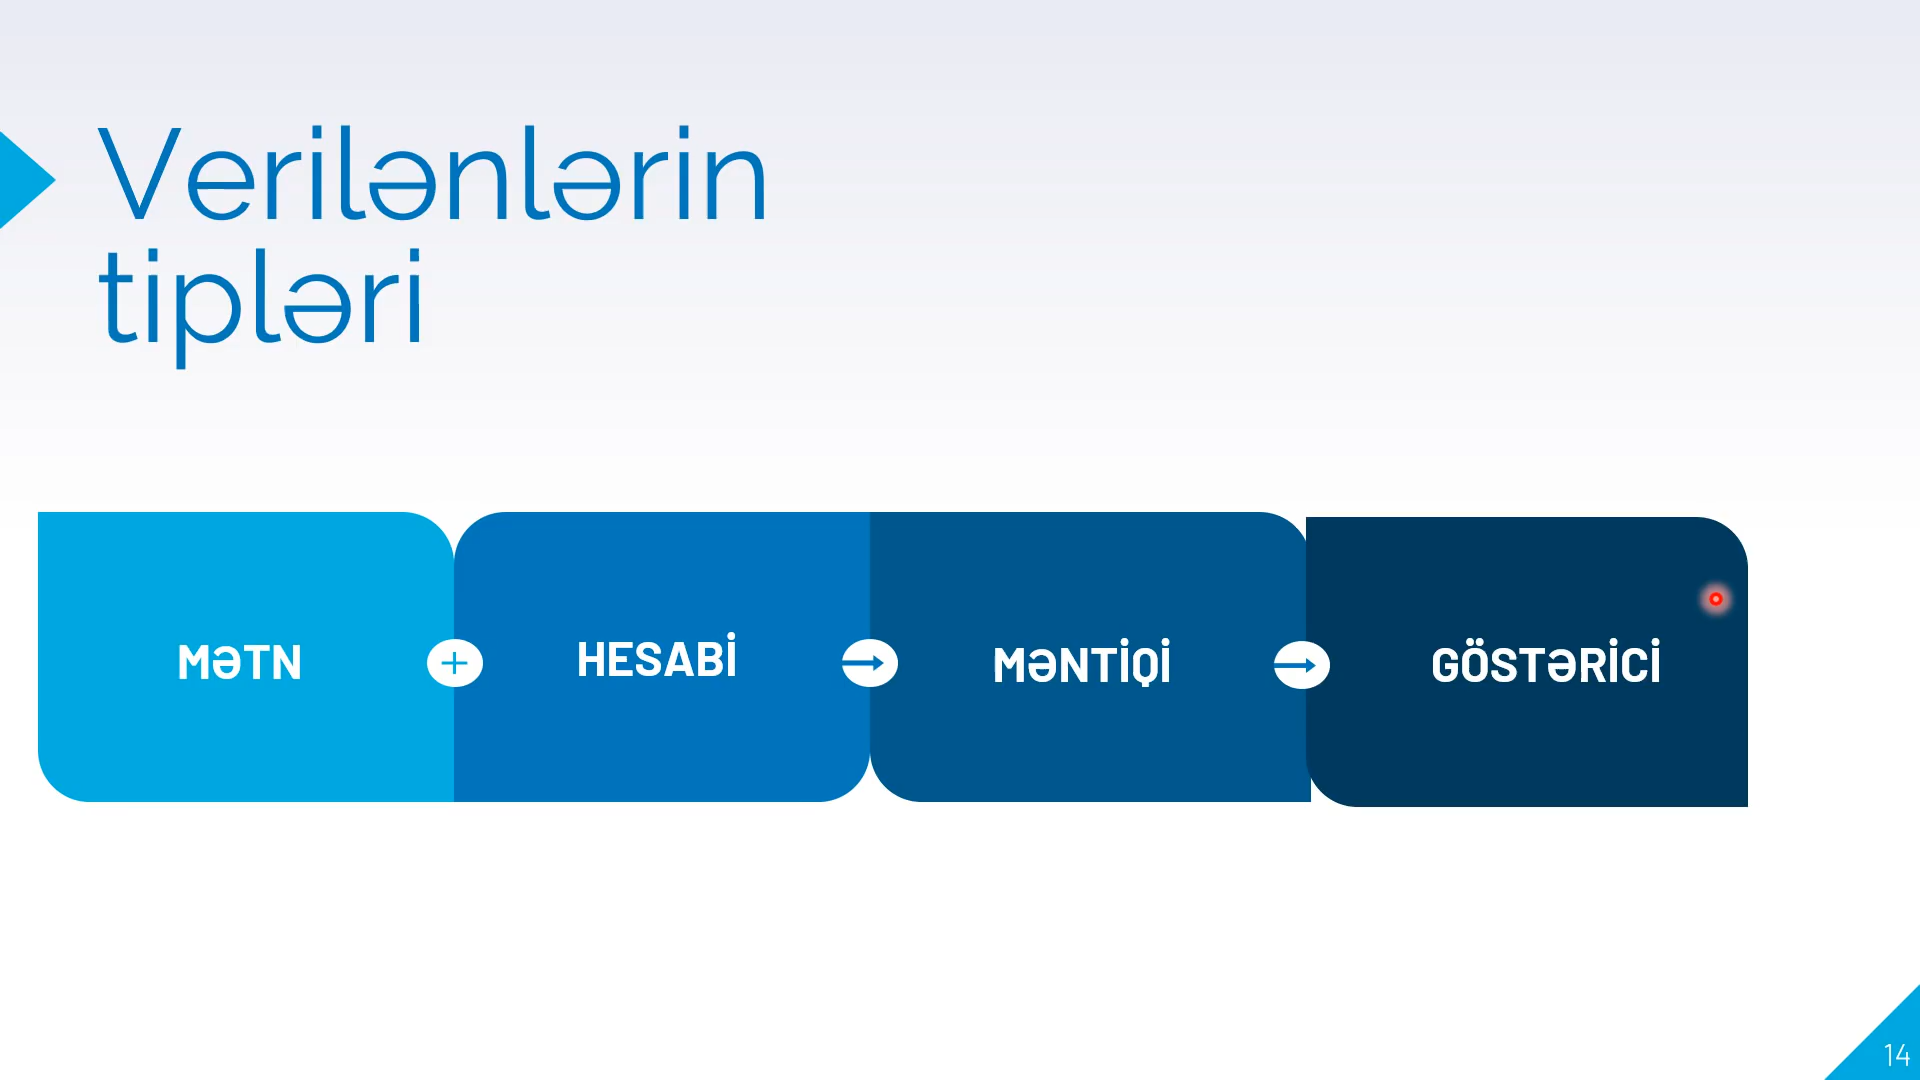 Verilənlərin
tipləri
MƏTN
HESABİ
MƏNTİQİ
GÖSTƏRİCİ
14